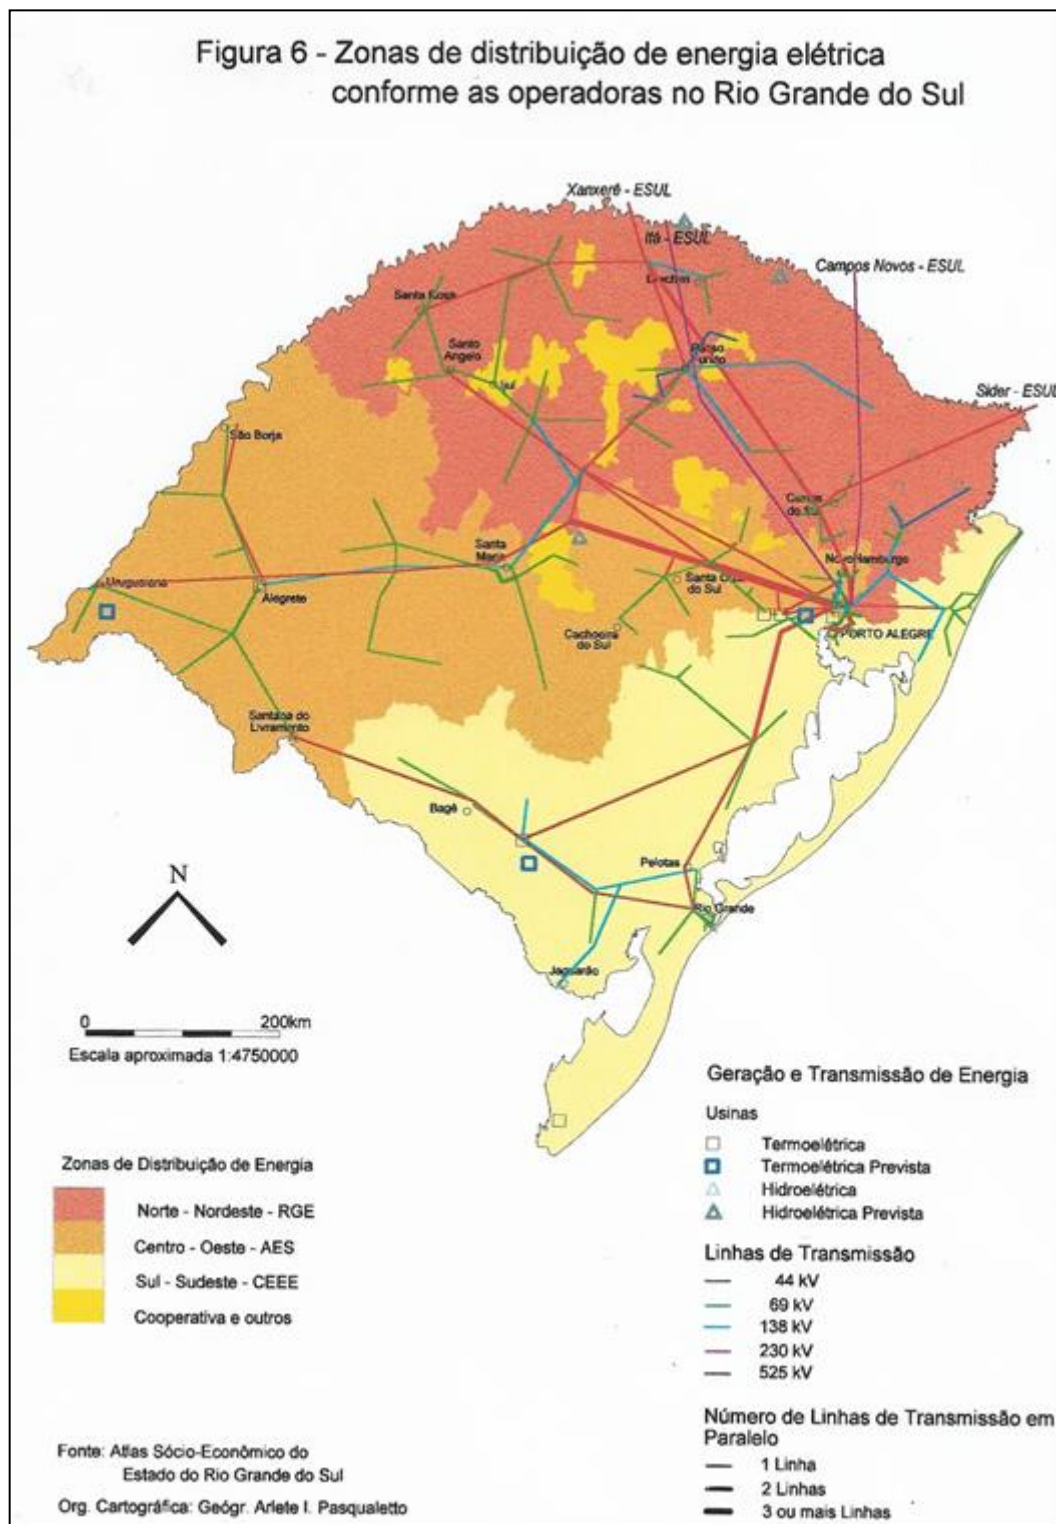 Figura 6 - Zonas de distribuição de energia elétrica
conforme as operadoras no Rio Grande do Sul
Xanxerê - ESUL
Itá - ESUL
Campos Novos - ESUL
Sider - ESUL
Santa Rosa
Santo
Angelo
Passo
São Borja
Caxias
do Sul
Santa
Maria
Novo Hamburgo
Uruguaiana
Alegrete
Santa Cruz
do Sul
Cachoeira
do Sul
PORTO ALEGRE
Santana do
Livramento
Bagé
Pelotas
Rio Grande
Jaguarão
N
0 200km
Escala aproximada 1:4750000
Zonas de Distribuição de Energia
Norte - Nordeste - RGE
Centro - Oeste - AES
Sul - Sudeste - CEEE
Cooperativa e outros
Geração e Transmissão de Energia
Usinas
Termoelétrica
Termoelétrica Prevista
Hidroelétrica
Hidroelétrica Prevista
Linhas de Transmissão
44 kV
69 kV
138 kV
230 kV
525 kV
Número de Linhas de Transmissão em
Paralelo
1 Linha
2 Linhas
3 ou mais Linhas
Fonte: Atlas Sócio-Econômico do
Estado do Rio Grande do Sul
Org. Cartográfica: Geógr. Arlete I. Pasqualetto